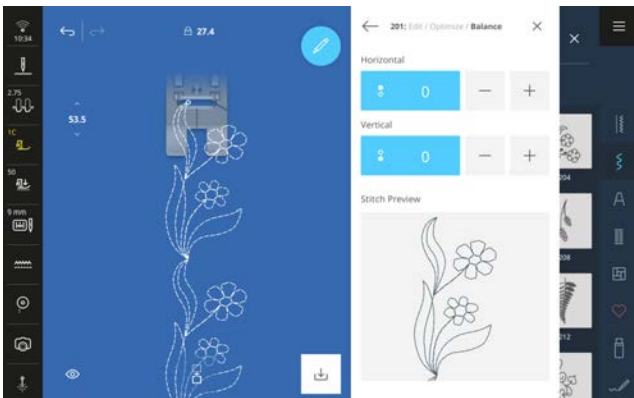 10:34
27.4
201: Edit / Optimize / Balance
2.75
Horizontal
0
53.5
1C
Vertical
0
50
204
Stitch Preview
9 mm
208
212